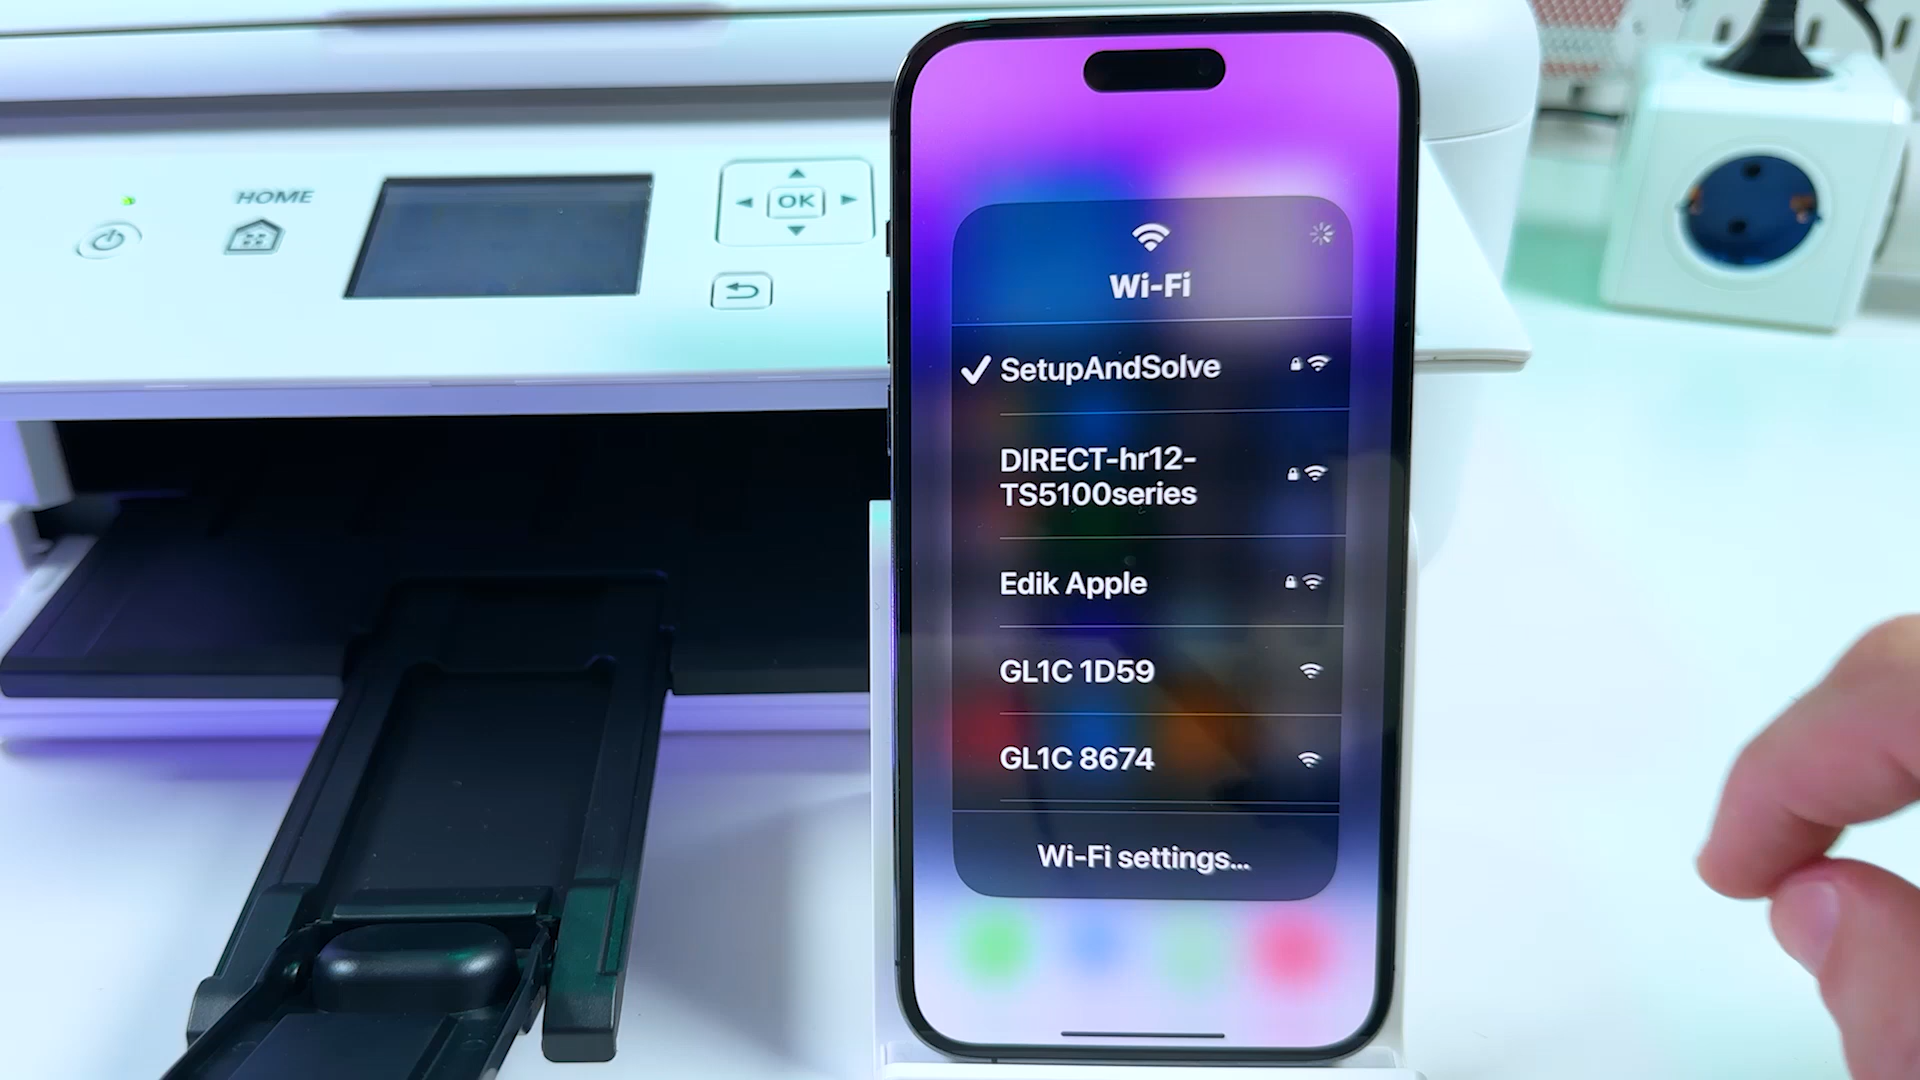 HOME
OK
Wi-Fi
SetupAndSolve
DIRECT-hr12-
TS5100series
Edik Apple
GL1C 1D59
GL1C 8674
Wi-Fi settings...